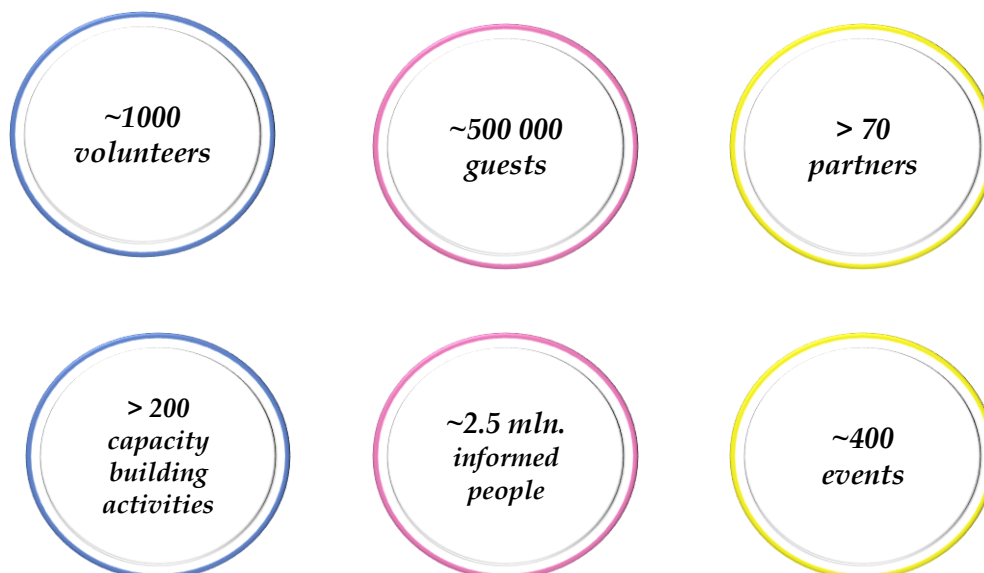 ~1000
volunteers
~500 000
guests
> 70
partners
> 200
capacity
building
activities
~2.5 mln.
informed
people
~400
events